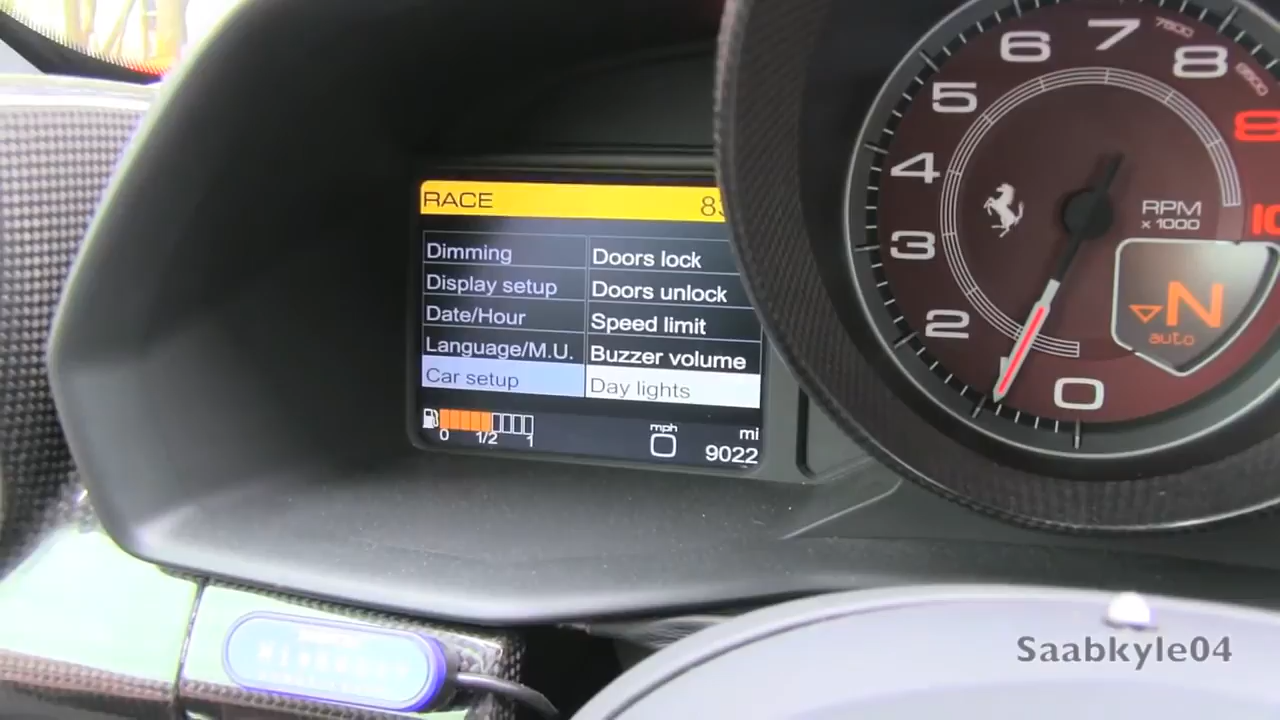 RACE
Dimming
Display setup
Date/Hour
Language/M.U.
Car setup
Doors lock
Doors unlock
Speed limit
Buzzer volume
Day lights
0 1/2 1
mph
mi
9022
0
1
2
3
4
5
6
7
7500
8
RPM
x 1000
N
auto
Saabkyle04